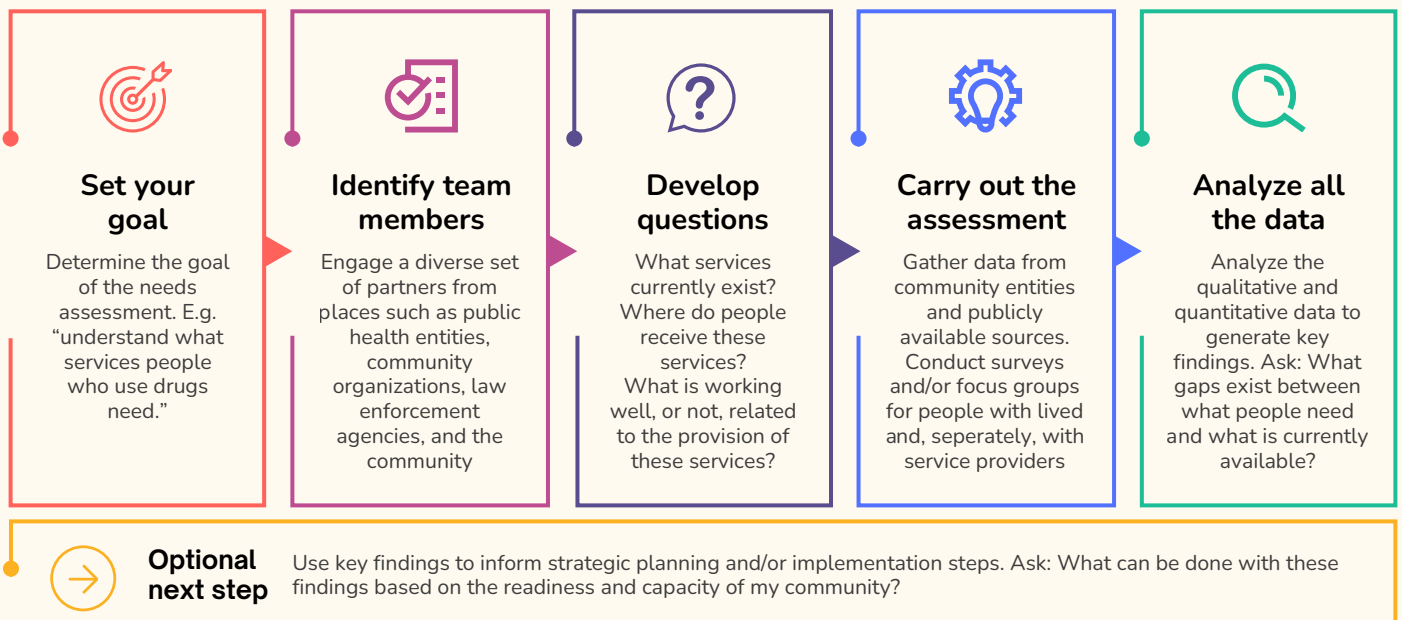 Set your
goal
Determine the goal
of the needs
assessment. E.g.
“understand what
services people
who use drugs
need.”
Identify team
members
Engage a diverse set
of partners from
places such as public
health entities,
community
organizations, law
enforcement
agencies, and the
community
Develop
questions
What services
currently exist?
Where do people
receive these
services?
What is working
well, or not, related
to the provision of
these services?
Carry out the
assessment
Gather data from
community entities
and publicly
available sources.
Conduct surveys
and/or focus groups
for people with lived
and, seperately, with
service providers
Analyze all
the data
Analyze the
qualitative and
quantitative data to
generate key
findings. Ask: What
gaps exist between
what people need
and what is currently
available?
Optional
next step
Use key findings to inform strategic planning and/or implementation steps. Ask: What can be done with these
findings based on the readiness and capacity of my community?